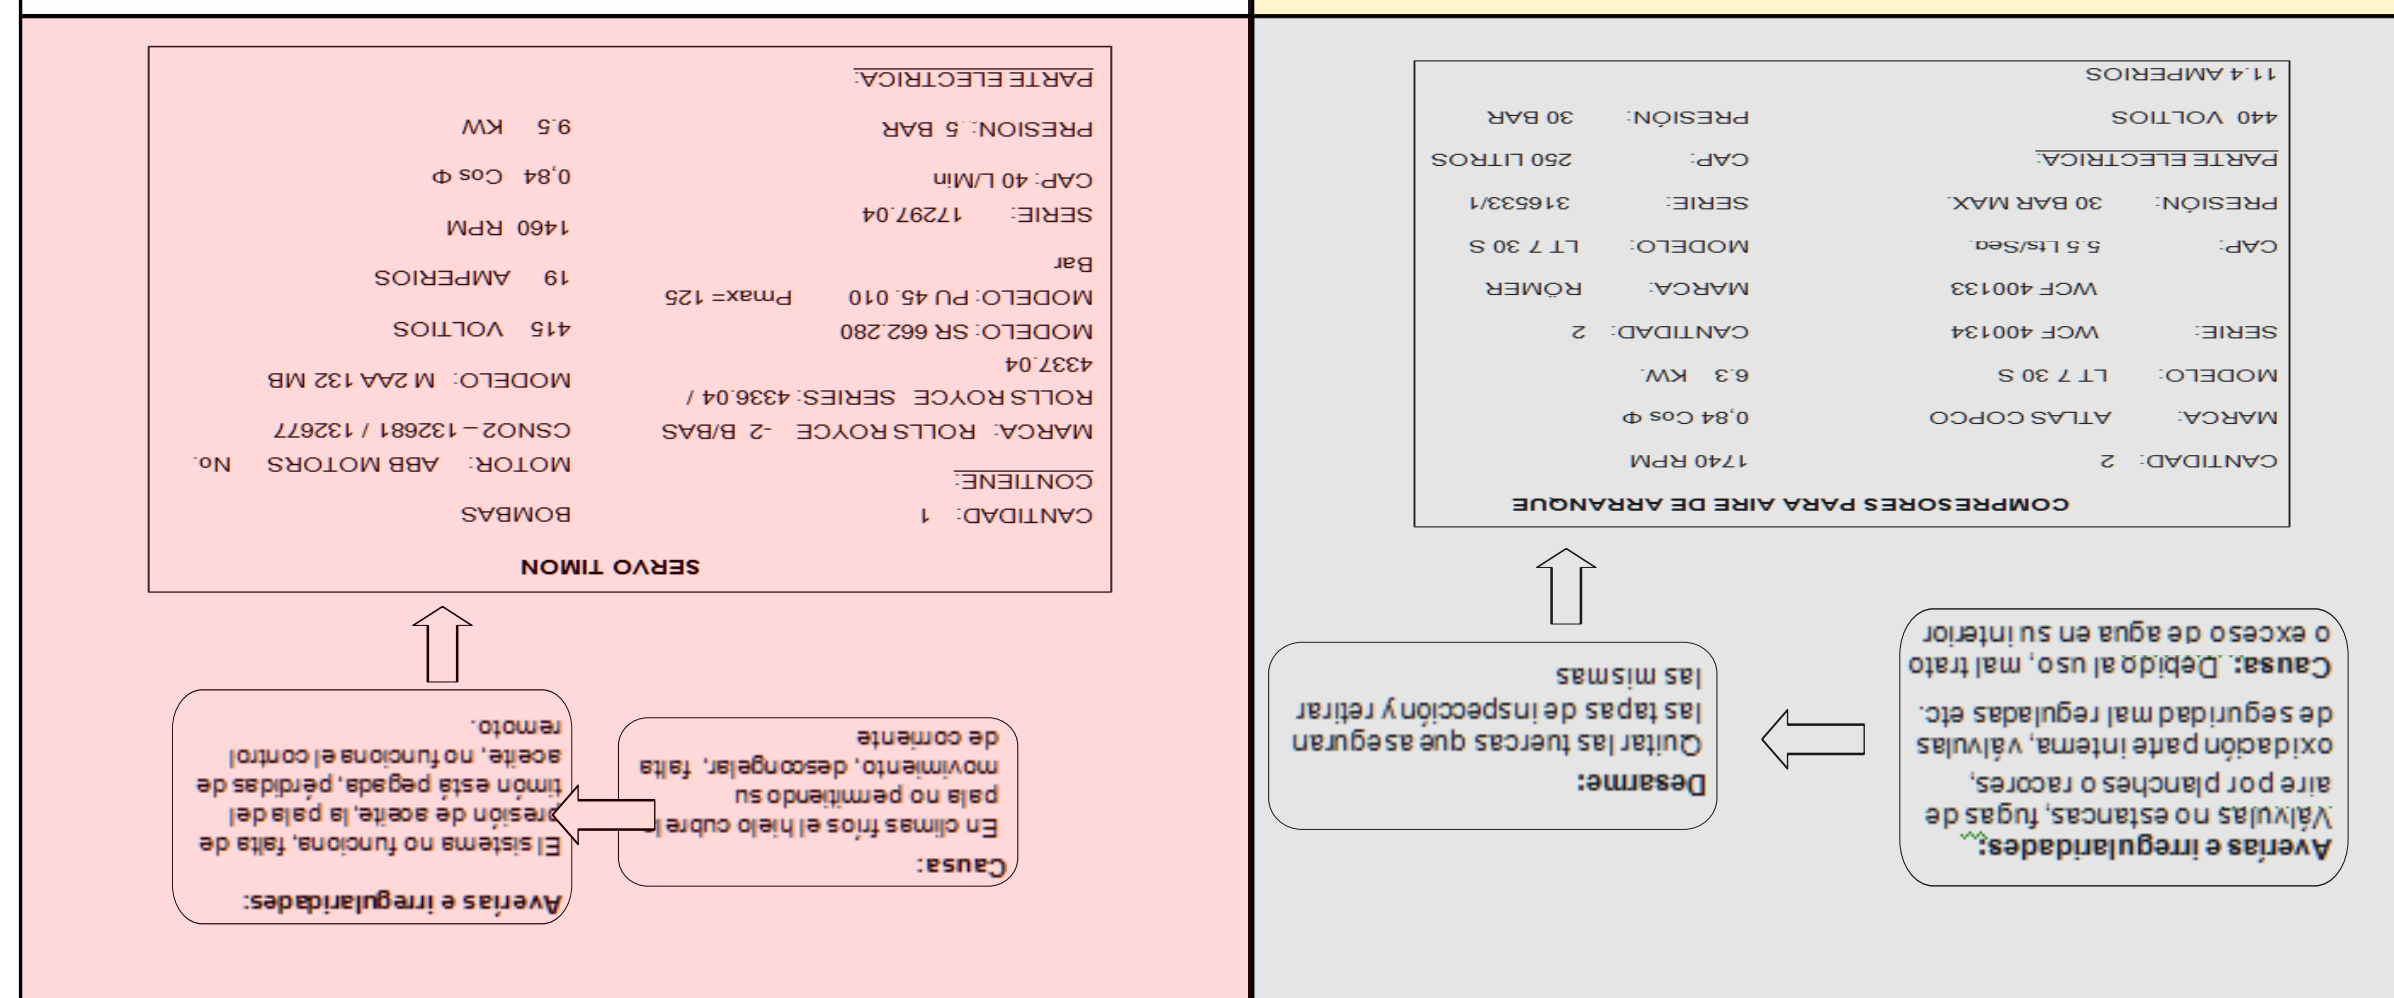 Averías e irregularidades:
Válvulas no estancas, fugas de
aire por planches o racores,
oxidación parte interna, válvulas
de seguridad mal reguladas etc.
Causa: Debido al uso, mal trato
o exceso de agua en su interior
Desarme:
Quitar las tuercas que aseguran
las tapas de inspección y retirar
las mismas
COMPRESORES PARA AIRE DE ARRANQUE
CANTIDAD: 2
MARCA: ATLAS COPCO
MODELO: LT 7 30 S
SERIE: WCF 400134
WCF 400133
CAP: 5.5 Lts/Seg.
PRESIÓN: 30 BAR MAX.
PARTE ELECTRICA:
440 VOLTIOS
11.4 AMPERIOS
1740 RPM
0,84 Cos Φ
6.3 KW.
CANTIDAD: 2
MARCA: RÖMER
MODELO: LT 7 30 S
SERIE: 316533/1
CAP: 250 LITROS
PRESIÓN: 30 BAR
Causa:
En climas fríos el hielo cubre l
pala no permitiendo su
movimiento, descongelar, falta
de corriente
Averías e irregularidades:
El sistema no funciona, falta de
presión de aceite, la pala del
timón está pegada, pérdidas de
aceite, no funciona el control
remoto.
SERVO TIMON
CANTIDAD: 1
CONTIENE:
MARCA: ROLLS ROYCE -2 B/BAS
ROLLS ROYCE SERIES: 4336.04 /
4337.04
MODELO: SR 662.280
MODELO: PU 45. 010 Pmax= 125
Bar
SERIE: 17297.04
CAP: 40 L/Min
PRESION: 5 BAR
PARTE ELECTRICA:
BOMBAS
MOTOR: ABB MOTORS No.
CSNO2 – 132681 / 132677
MODELO: M 2AA 132 MB
415 VOLTIOS
19 AMPERIOS
1460 RPM
0,84 Cos Φ
9.5 KW